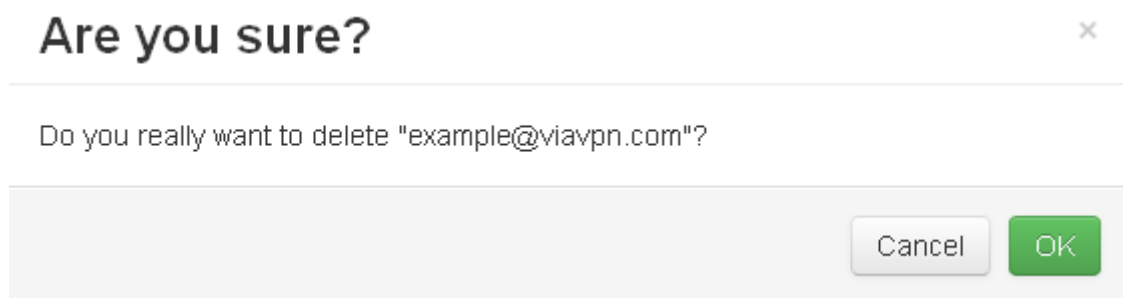 Are you sure?
×
Do you really want to delete "example@viavpn.com"?
Cancel
OK